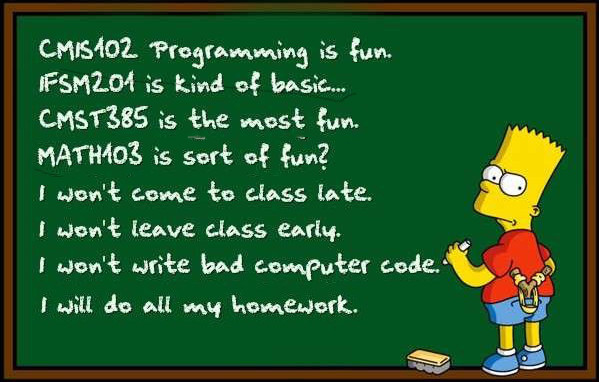 CMIS102 Programming is fun.
IFSM201 is kind of basic...
CMST385 is the most fun.
MATH103 is sort of fun?
I won't come to class late.
I won't leave class early.
I won't write bad computer code.
I will do all my homework.